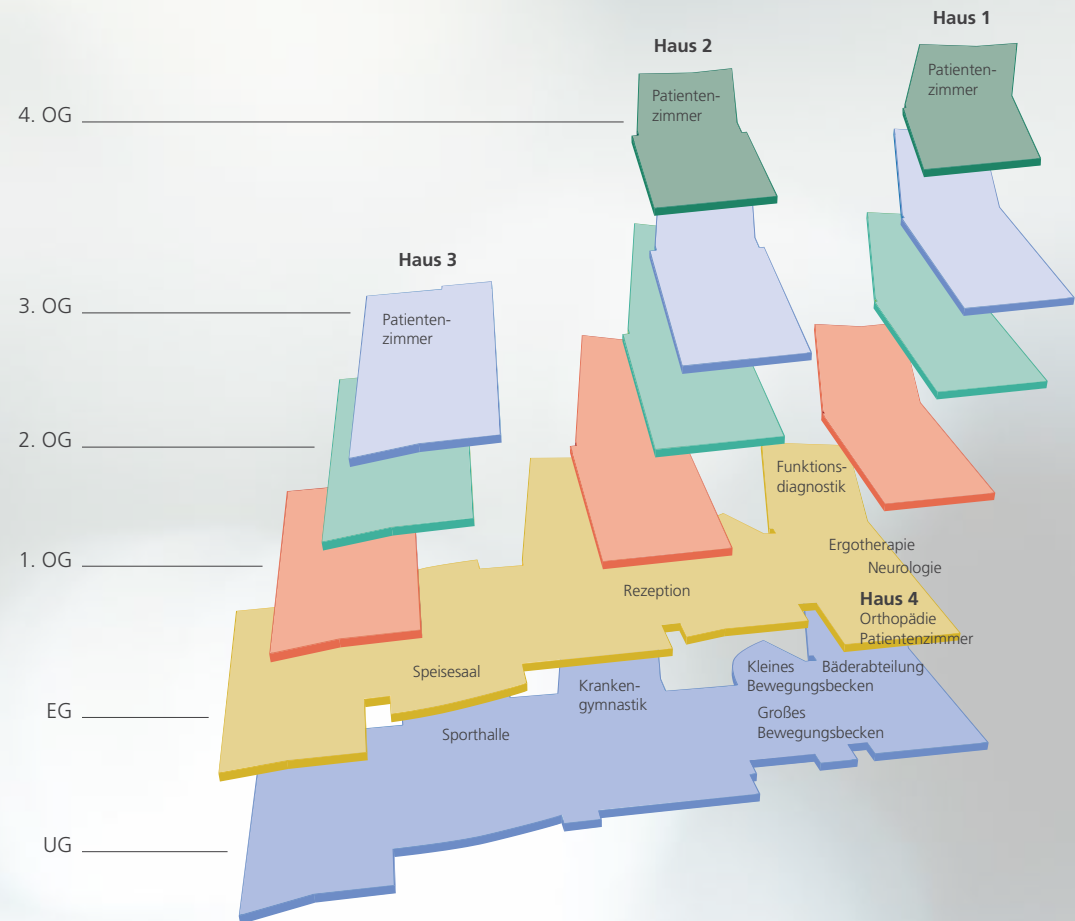 Haus 1
Patienten-
zimmer
Haus 2
Patienten-
zimmer
4. OG
Haus 3
Patienten-
zimmer
3. OG
2. OG
Funktions-
diagnostik
1. OG
Ergotherapie
Neurologie
Rezeption
Haus 4
Orthopädie
Patientenzimmer
Speisesaal
Kranken-
gymnastik
Kleines
Bewegungsbecken
Bäderabteilung
EG
Großes
Bewegungsbecken
Sporthalle
UG